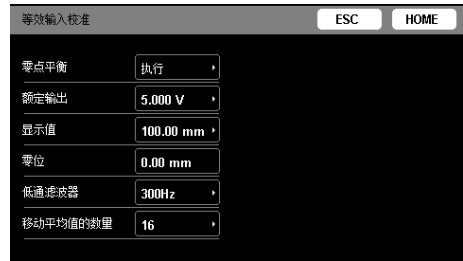 等效输入校准 ESC HOME
零点平衡 执行
额定输出 5.000 V
显示值 100.00 mm
零位 0.00 mm
低通滤波器 300Hz
移动平均值的数量 16